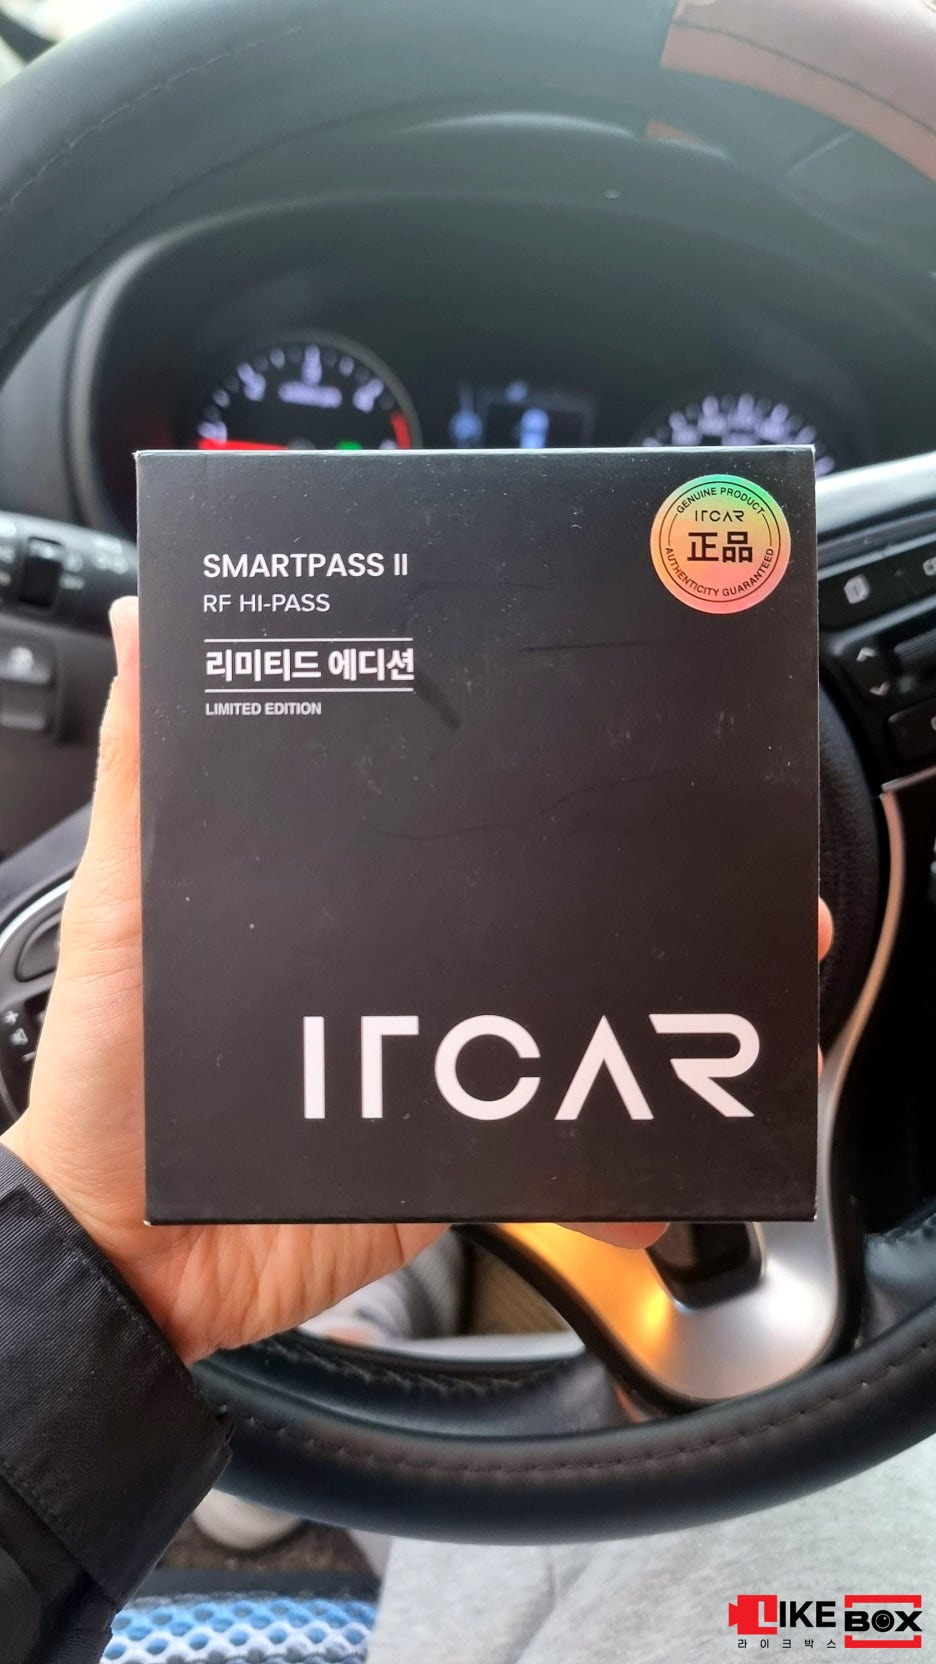 SMARTPASS II
RF HI-PASS
리미티드 에디션
LIMITED EDITION
GENUINE PRODUCT
ITCAR
正品
AUTHENTICITY GUARANTEED
ITCAR
LIKE BOX
라이크박스